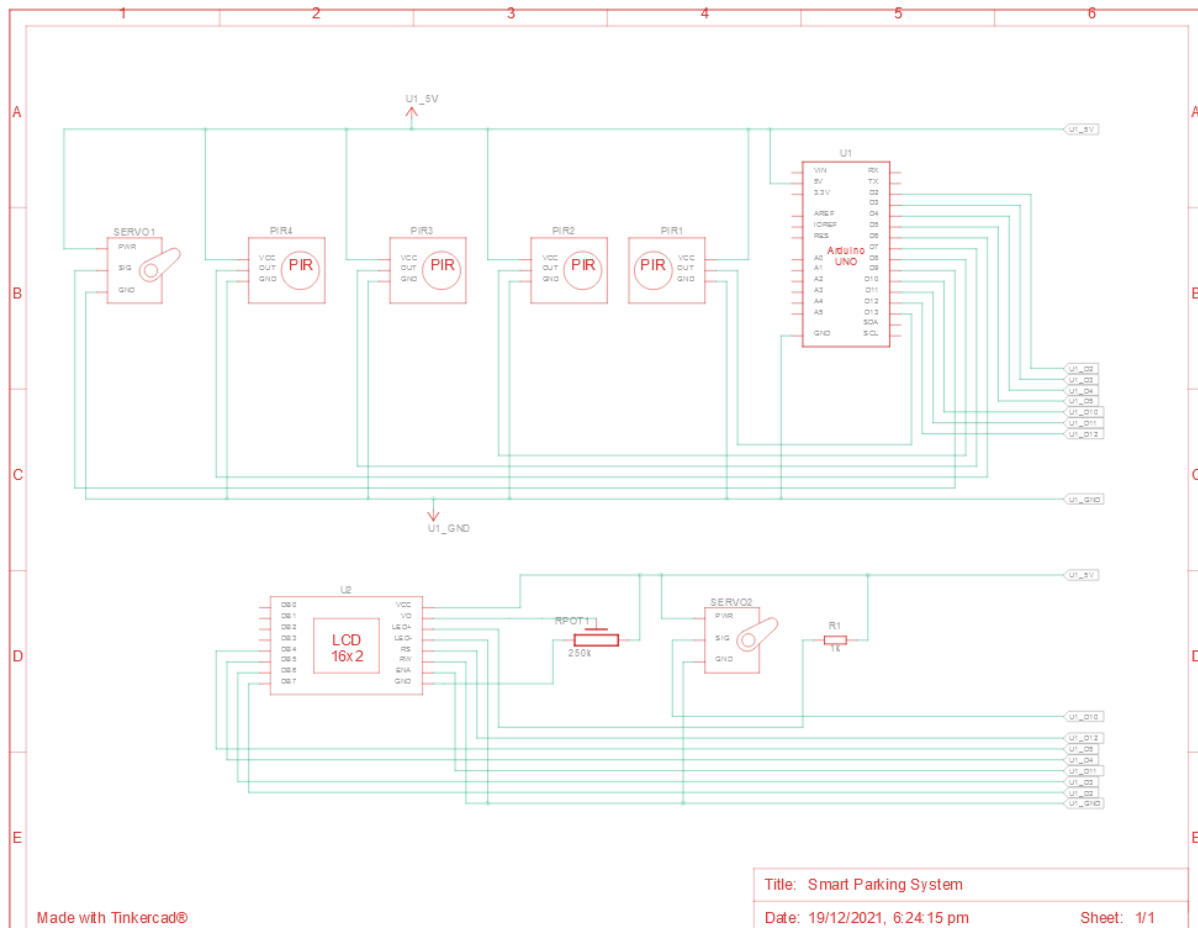 1 2 3 4 5 6
A A
U1_5V
U1_5V
U1
VIN RX
5V TX
3.3V D2
D3
AREF D4
IOREF D5
RES D6
D7
Arduino
UNO
A0 D8
A1 D9
A2 D10
A3 D11
A4 D12
A5 D13
SDA
GND SCL
SERVO1 PIR4 PIR3 PIR2 PIR1
PWR
SIG
GND
VCC
OUT
GND
PIR
VCC
OUT
GND
PIR
VCC
OUT
GND
PIR
PIR
VCC
OUT
GND
B B
U1_D2
U1_D3
U1_D4
U1_D5
U1_D10
U1_D11
U1_D12
C C
U1_GND
U1_GND
U1_5V
U2
DB0 VCC
DB1 VO
DB2 LED+
DB3 LED-
DB4 RS
DB5 RW
DB6 ENA
DB7 GND
LCD
16x2
RPOT1
250k
SERVO2
PWR
SIG
GND
R1
1k
D D
U1_D10
U1_D12
U1_D5
U1_D4
U1_D11
U1_D3
U1_D2
U1_GND
E E
Title: Smart Parking System
Made with Tinkercad®
Date: 19/12/2021, 6:24:15 pm Sheet: 1/1